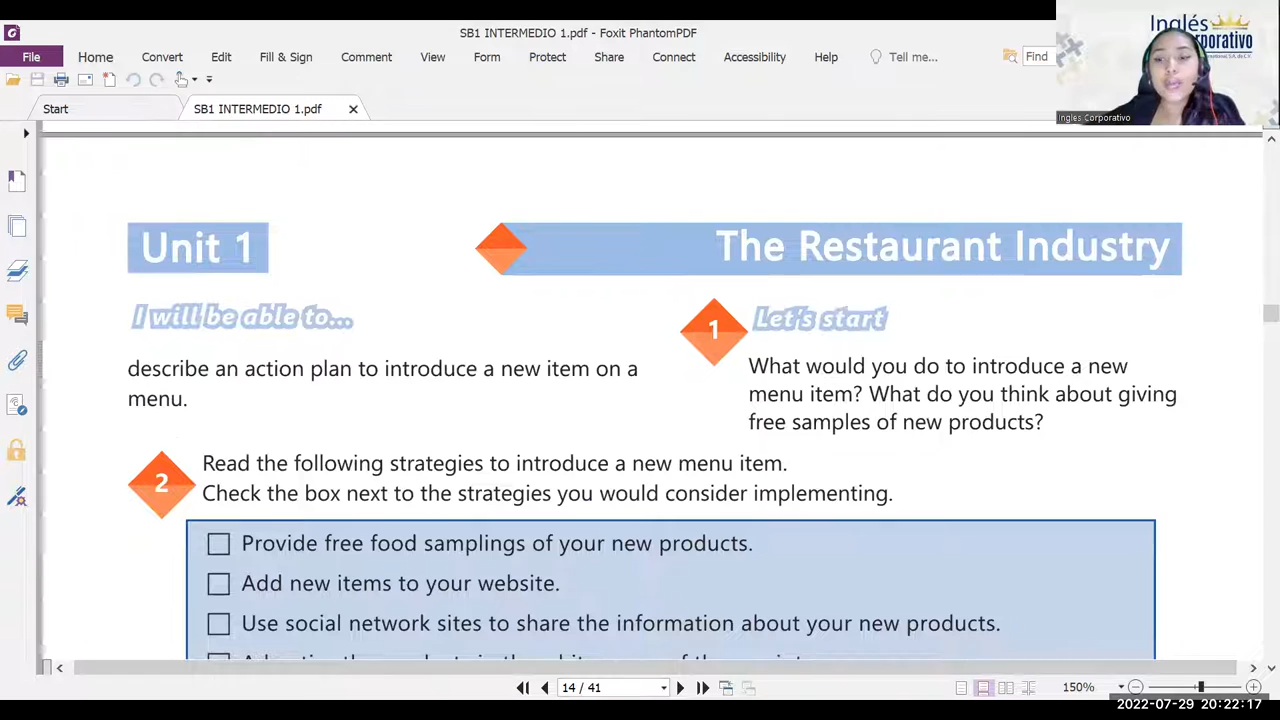 SB1 INTERMEDIO 1.pdf - Foxit PhantomPDF
File Home Convert Edit Fill & Sign Comment View Form Protect Share Connect Accessibility Help Tell me... Find
Inglés
Corporativo
Start SB1 INTERMEDIO 1.pdf
Ingles Corporativo
Unit 1 The Restaurant Industry
I will be able to...
describe an action plan to introduce a new item on a
menu.
1 Let's start
What would you do to introduce a new
menu item? What do you think about giving
free samples of new products?
2 Read the following strategies to introduce a new menu item.
Check the box next to the strategies you would consider implementing.
Provide free food samplings of your new products.
Add new items to your website.
Use social network sites to share the information about your new products.
14 / 41 150%
2022-07-29 20:22:17